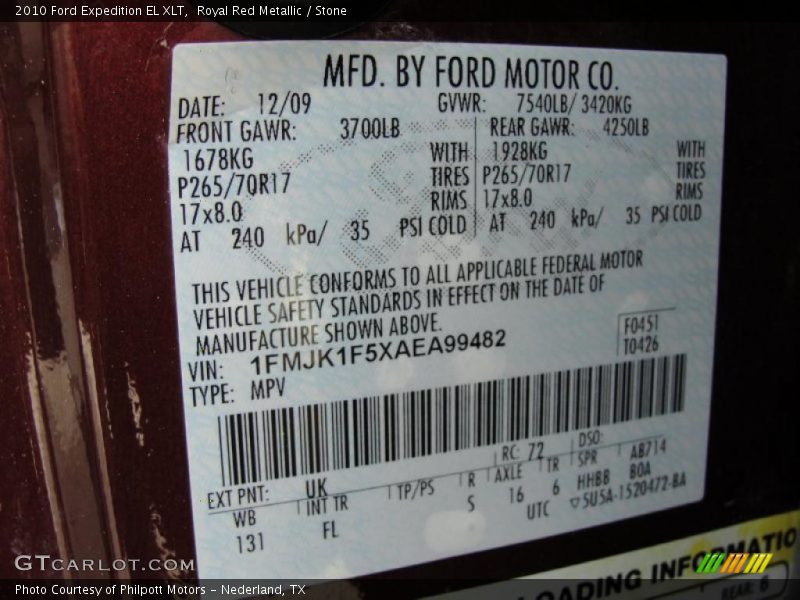 2010 Ford Expedition EL XLT,  Royal Red Metallic / Stone
MFD. BY FORD MOTOR CO.
DATE: 12/09 GVWR: 7540LB/ 3420KG
FRONT GAWR: 3700LB REAR GAWR: 4250LB
1678KG WITH 1928KG WITH
P265/70R17 TIRES P265/70R17 TIRES
17x8.0 RIMS 17x8.0 RIMS
AT 240 kPa/ 35 PSI COLD AT 240 kPa/ 35 PSI COLD
THIS VEHICLE CONFORMS TO ALL APPLICABLE FEDERAL MOTOR
VEHICLE SAFETY STANDARDS IN EFFECT ON THE DATE OF
MANUFACTURE SHOWN ABOVE.
F0451
VIN: 1FMJK1F5XAEA99482
T0426
TYPE: MPV
EXT PNT: UK RC: 72 DSO:
WB INT TR TP/PS R AXLE TR SPR AB714
131 FL S 16 6 HHBB BOA
UTC ▽5U5A-1520472-BA
LOADING INFORMATIO
REAR: 6
GTCARLOT.COM
Photo Courtesy of Philpott Motors – Nederland, TX